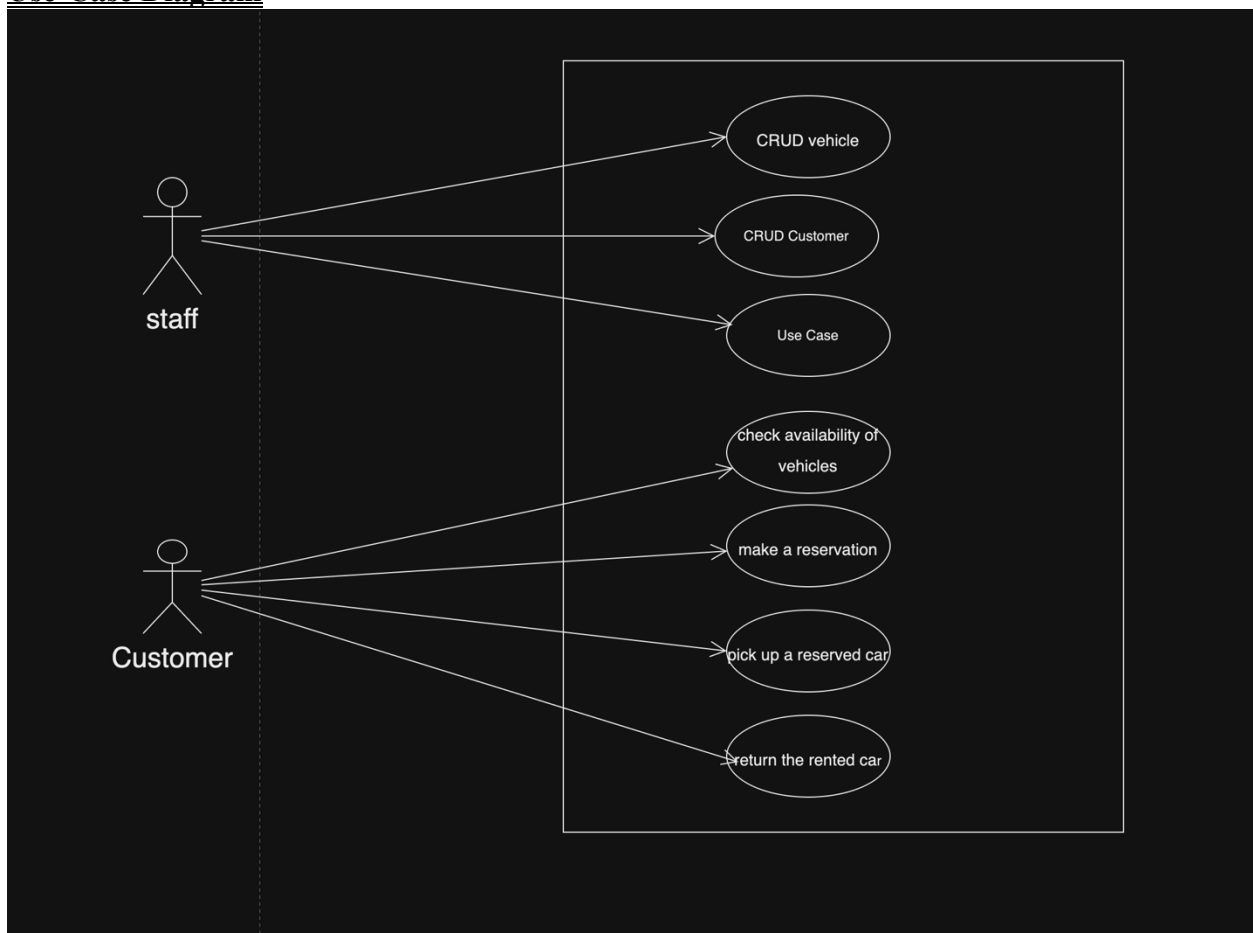 Use Case Diagram
CRUD vehicle
CRUD Customer
staff
Use Case
check availability of
vehicles
make a reservation
Customer
pick up a reserved car
return the rented car